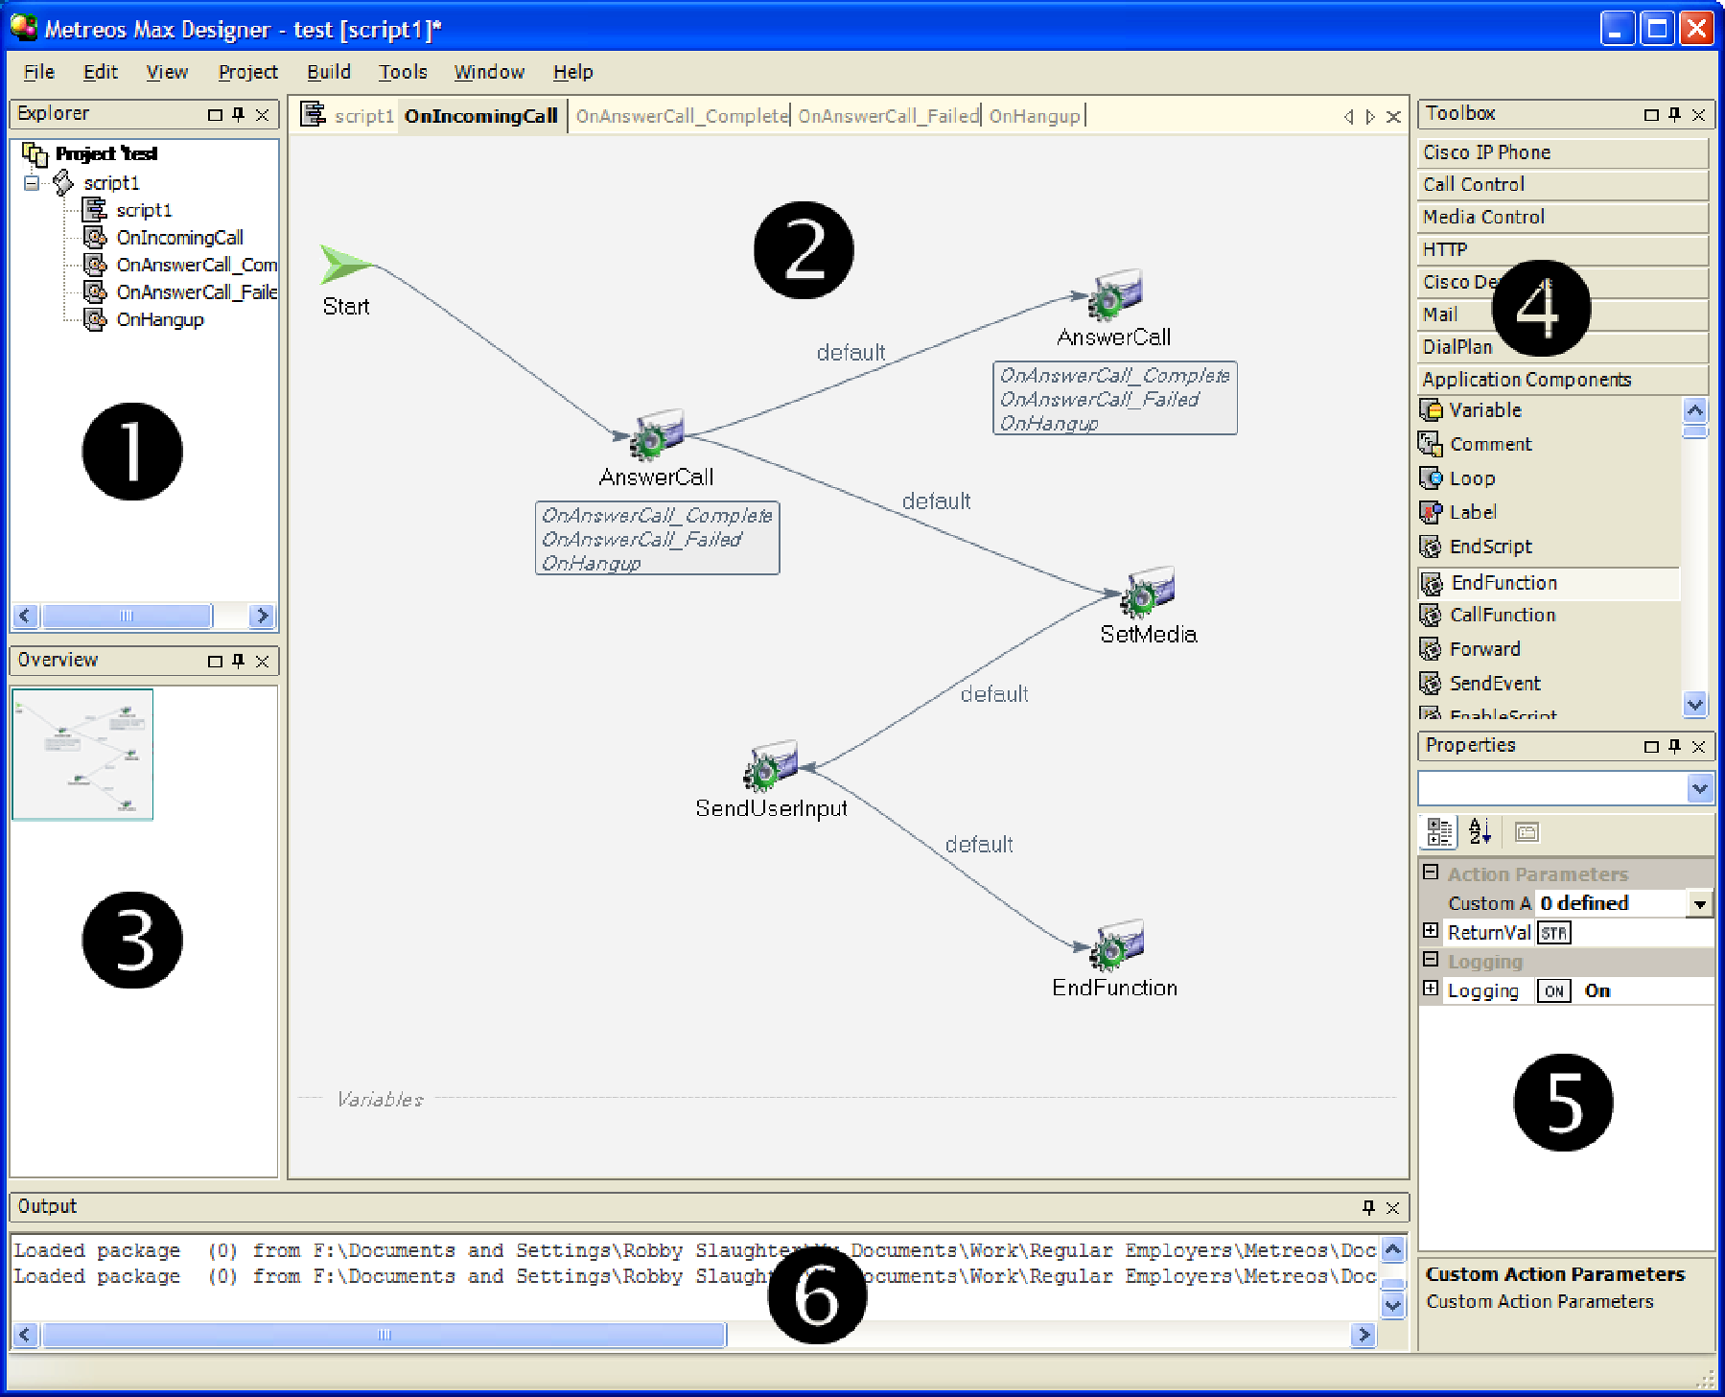 Metreos Max Designer - test [script1]*
File Edit View Project Build Tools Window Help
Explorer
Project 'test
script1
script1
OnIncomingCall
OnAnswerCall_Com
OnAnswerCall_Faile
OnHangup
1
Overview
3
script1 OnIncomingCall OnAnswerCall_Complete OnAnswerCall_Failed OnHangup
2
Start
default
AnswerCall
OnAnswerCall_Complete
OnAnswerCall_Failed
OnHangup
AnswerCall
OnAnswerCall_Complete
OnAnswerCall_Failed
OnHangup
default
SetMedia
default
SendUserInput
default
EndFunction
Variables
Toolbox
Cisco IP Phone
Call Control
Media Control
HTTP
Cisco
Mail
DialPlan
4
Application Components
Variable
Comment
Loop
Label
EndScript
EndFunction
CallFunction
Forward
SendEvent
EnableScript
Properties
Action Parameters
Custom A 0 defined
ReturnVal STR
Logging
Logging ON On
5
Custom Action Parameters
Custom Action Parameters
Output
Loaded package (0) from F:\Documents and Settings\Robby Slaughter\My Documents\Work\Regular Employers\Metreos\Doc
Loaded package (0) from F:\Documents and Settings\Robby Slaug ocuments\Work\Regular Employers\Metreos\Doc
6